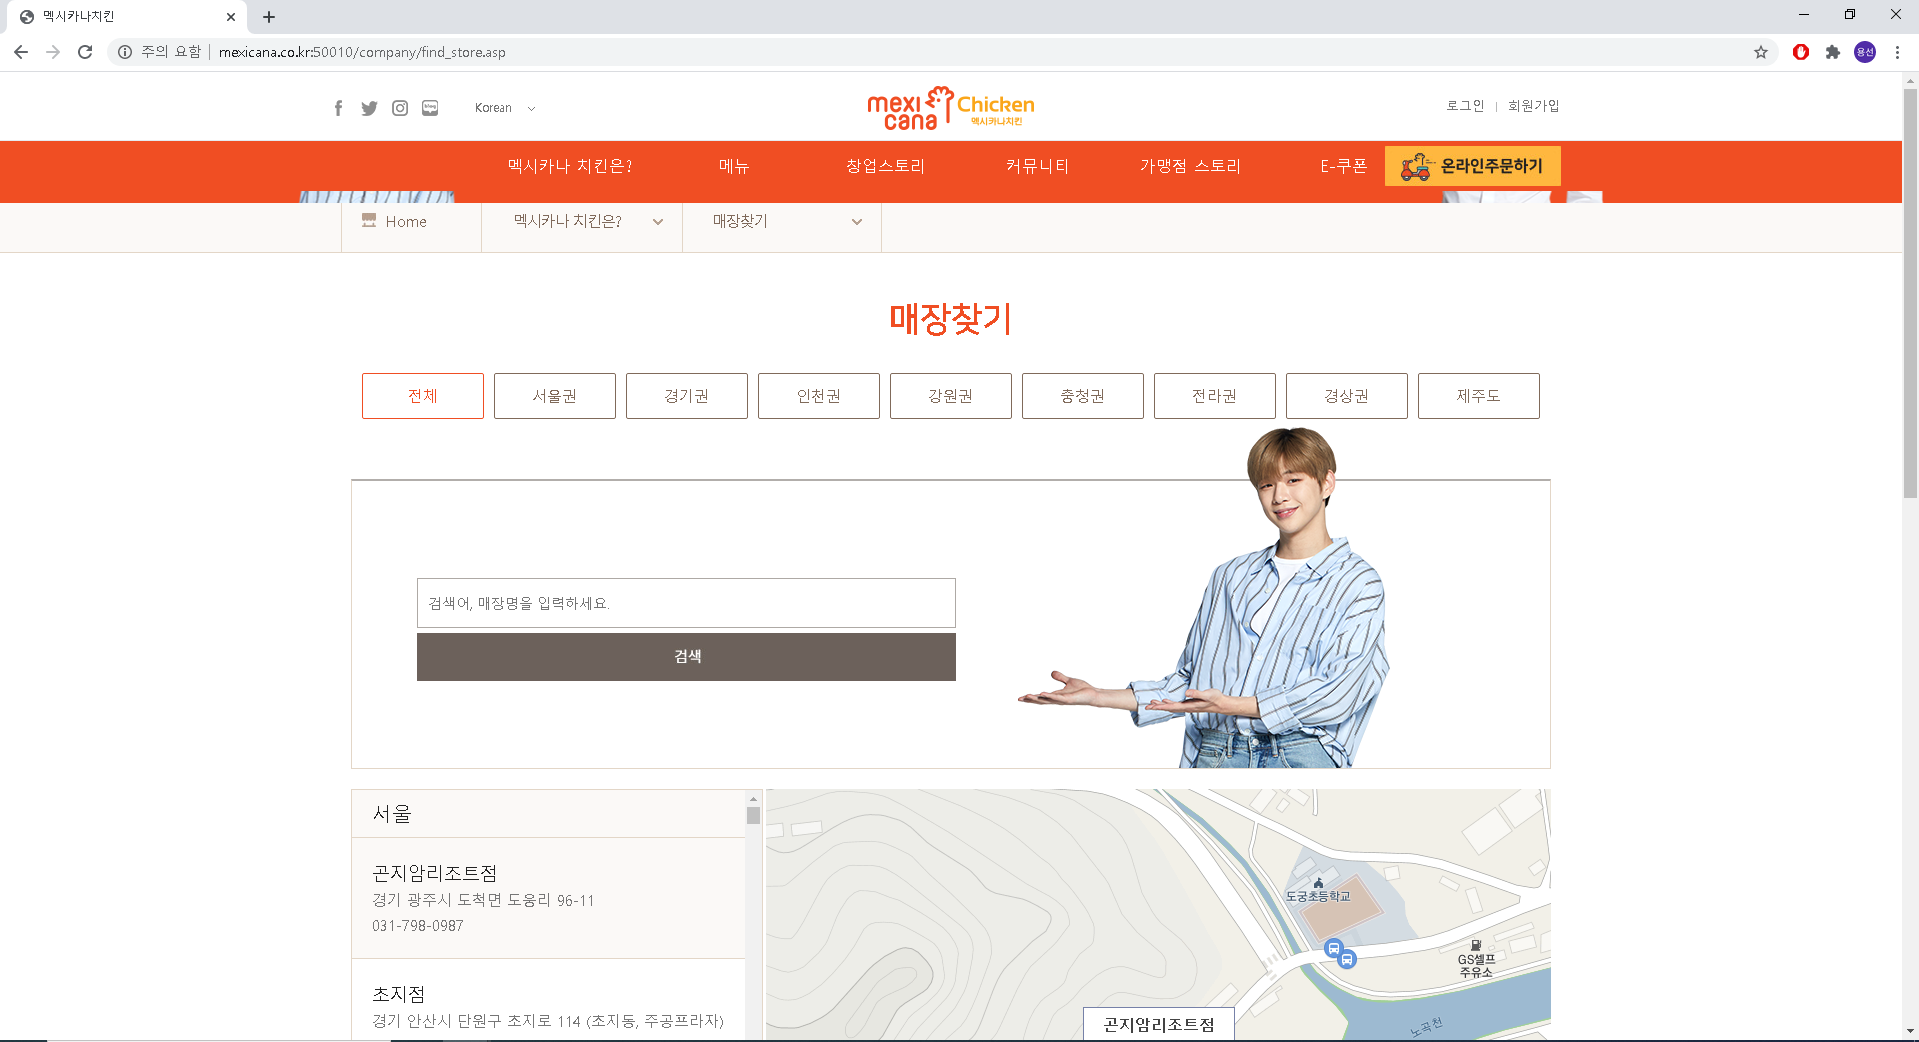 멕시카나치킨
주의 요함 | mexicana.co.kr:50010/company/find_store.asp
용선
blog
Korean
mexi cana Chicken
멕시카나치킨
로그인 | 회원가입
멕시카나 치킨은?
메뉴
창업스토리
커뮤니티
가맹점 스토리
E-쿠폰
온라인주문하기
Home
멕시카나 치킨은?
매장찾기
매장찾기
전체
서울권
경기권
인천권
강원권
충청권
전라권
경상권
제주도
검색어, 매장명을 입력하세요.
검색
서울
곤지암리조트점
경기 광주시 도척면 도웅리 96-11
031-798-0987
초지점
경기 안산시 단원구 초지로 114 (초지동, 주공프라자)
도궁초등학교
GS셀프
주유소
곤지암리조트점
노곡천